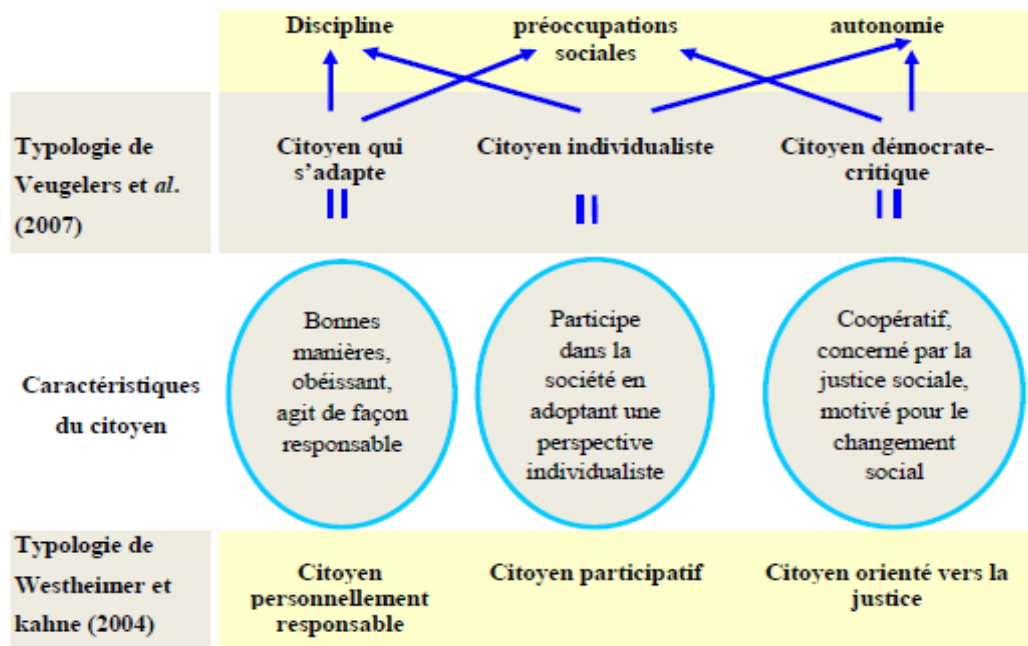 Discipline
préoccupations
sociales
autonomie
Typologie de
Veugelers et al.
(2007)
Citoyen qui
s’adapte
Citoyen individualiste
Citoyen démocrate-
critique
Caractéristiques
du citoyen
Bonnes
manières,
obéissant,
agit de façon
responsable
Participe
dans la
société en
adoptant une
perspective
individualiste
Coopératif,
concerné par la
justice sociale,
motivé pour le
changement
social
Typologie de
Westheimer et
kahne (2004)
Citoyen
personnellement
responsable
Citoyen participatif
Citoyen orienté vers la
justice